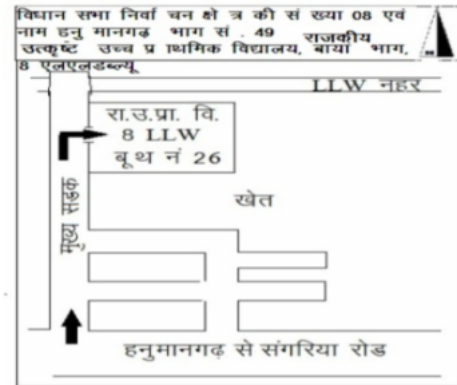 विधान सभा निर्वा चन क्षे त्र की सं ख्या 08 एवं
नाम हनु मानगढ़ भाग सं . 49 राजकीय
उत्कृष्ट उच्च प्र ाथमिक विद्यालय, बायां भाग,
8 एलएलडब्ल्यू
N
LLW नहर
रा.उ.प्रा. वि.
8 LLW
बूथ नं 26
खेत
मुख्य सडक
हनुमानगढ़ से संगरिया रोड